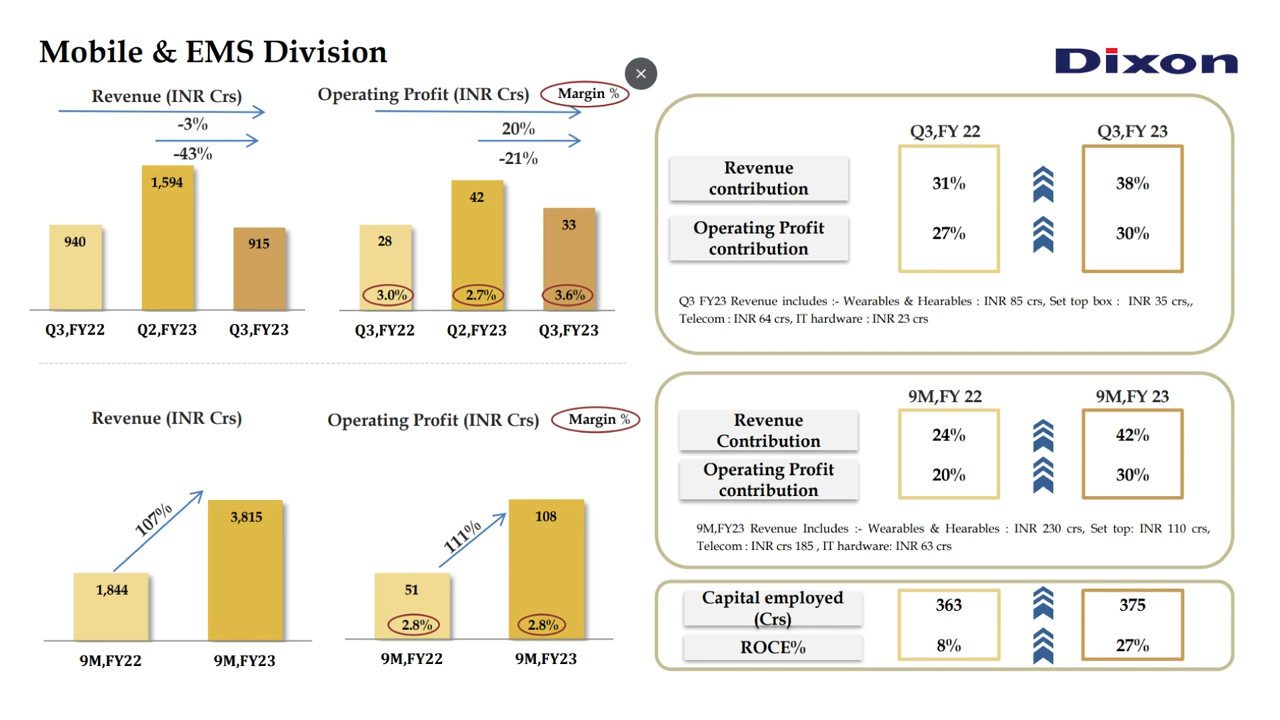 Mobile & EMS Division
Dixon
Revenue (INR Crs)
-3%
-43%
940
1,594
915
Q3,FY22
Q2,FY23
Q3,FY23
Operating Profit (INR Crs)
Margin %
20%
-21%
28
42
33
3.0%
2.7%
3.6%
Q3,FY22
Q2,FY23
Q3,FY23
Q3,FY 22
Q3,FY 23
Revenue
contribution
31%
38%
Operating Profit
contribution
27%
30%
Q3 FY23 Revenue includes :- Wearables & Hearables : INR 85 crs, Set top box : INR 35 crs,,
Telecom : INR 64 crs, IT hardware : INR 23 crs
Revenue (INR Crs)
107%
1,844
3,815
9M,FY22
9M,FY23
Operating Profit (INR Crs)
Margin %
111%
51
108
2.8%
2.8%
9M,FY22
9M,FY23
9M,FY 22
9M,FY 23
Revenue
Contribution
24%
42%
Operating Profit
contribution
20%
30%
9M,FY23 Revenue Includes :- Wearables & Hearables : INR 230 crs, Set top: INR 110 crs,
Telecom : INR crs 185 , IT hardware: INR 63 crs
Capital employed
(Crs)
363
375
ROCE%
8%
27%